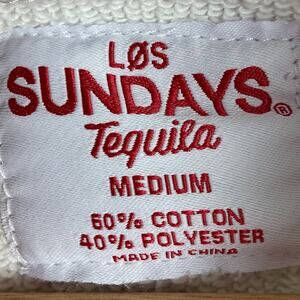 LØS
SUNDAYS®
Tequila
MEDIUM
60% COTTON
40% POLYESTER
MADE IN CHINA